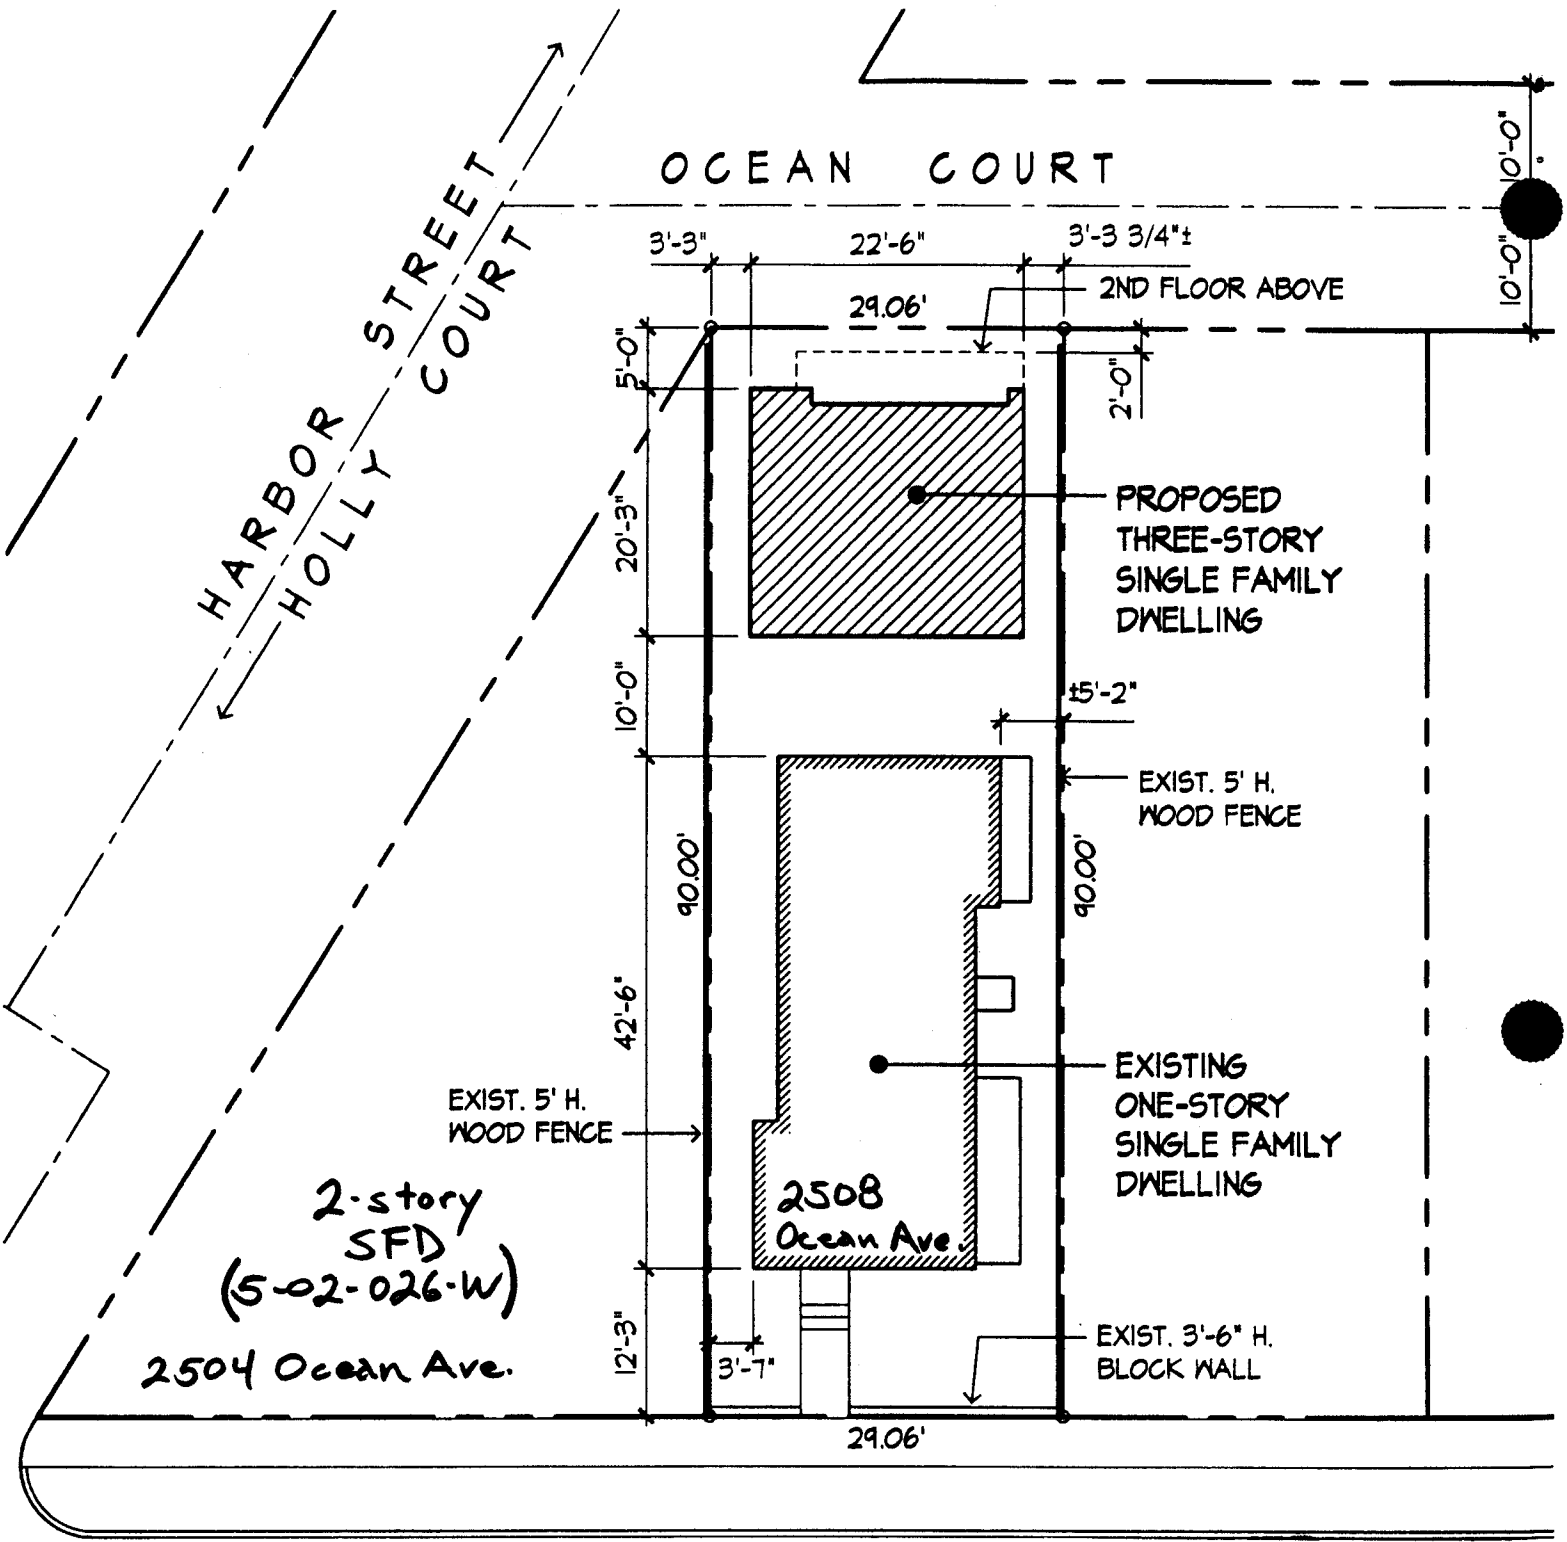 OCEAN COURT
HARBOR STREET
HOLLY COURT
10'-0"
10'-0"
3'-3"
22'-6"
3'-3 3/4"±
2ND FLOOR ABOVE
29.06'
5'-0"
2'-0"
20'-3"
PROPOSED
THREE-STORY
SINGLE FAMILY
DWELLING
10'-0"
±5'-2"
EXIST. 5' H.
WOOD FENCE
90.00'
90.00'
42'-6"
EXISTING
ONE-STORY
SINGLE FAMILY
DWELLING
EXIST. 5' H.
WOOD FENCE
2-story
SFD
(5-02-026-W)
2504 Ocean Ave.
2508
Ocean Ave.
12'-3"
3'-7"
EXIST. 3'-6" H.
BLOCK WALL
29.06'